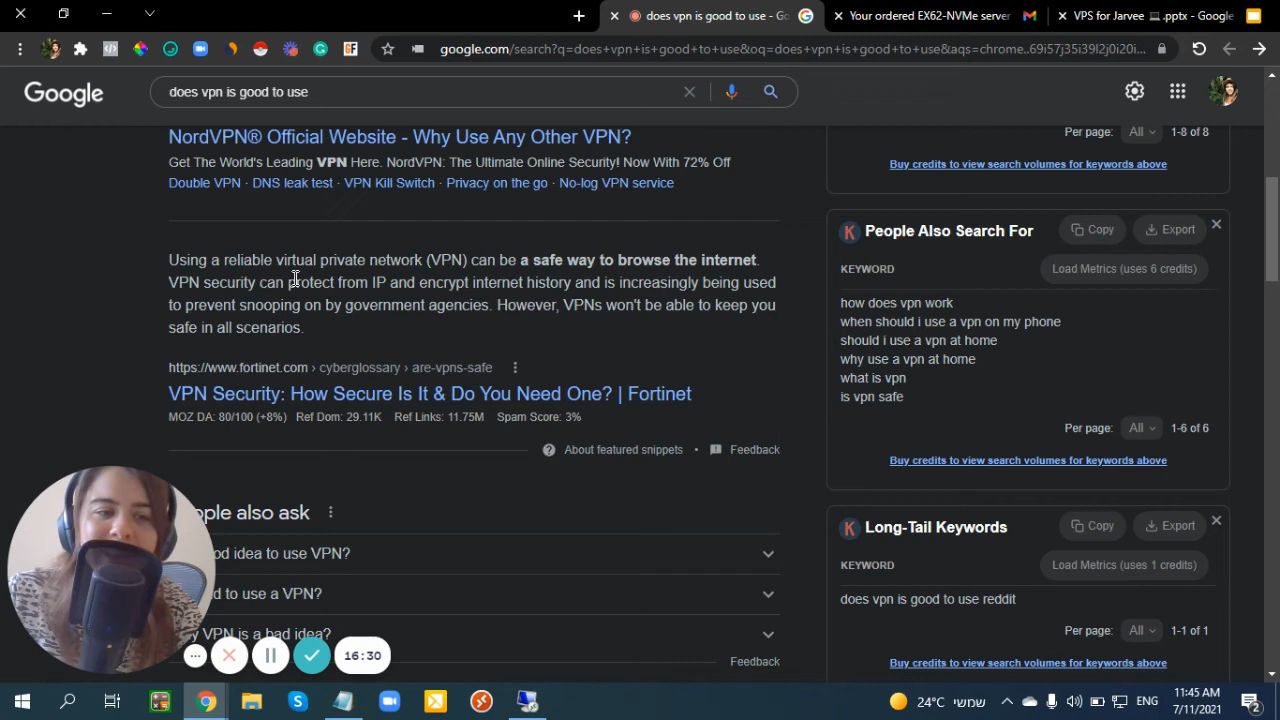 does vpn is good to use - Go
Your ordered EX62-NVMe server
VPS for Jarvee 💻.pptx - Google
google.com/search?q=does+vpn+is+good+to+use&oq=does+vpn+is+good+to+use&aqs=chrome..69i57j35i39l2j0i20i...
GF
Google
does vpn is good to use
NordVPN® Official Website - Why Use Any Other VPN?
Get The World's Leading VPN Here. NordVPN: The Ultimate Online Security! Now With 72% Off
Double VPN · DNS leak test · VPN Kill Switch · Privacy on the go · No-log VPN service
Using a reliable virtual private network (VPN) can be a safe way to browse the internet.
VPN security can protect from IP and encrypt internet history and is increasingly being used
to prevent snooping on by government agencies. However, VPNs won't be able to keep you
safe in all scenarios.
https://www.fortinet.com › cyberglossary › are-vpns-safe
VPN Security: How Secure Is It & Do You Need One? | Fortinet
MOZ DA: 80/100 (+8%) Ref Dom: 29.11K Ref Links: 11.75M Spam Score: 3%
About featured snippets • Feedback
ople also ask
od idea to use VPN?
d to use a VPN?
y VPN is a bad idea?
Feedback
16:30
Per page: All 1-8 of 8
Buy credits to view search volumes for keywords above
K People Also Search For Copy Export
KEYWORD Load Metrics (uses 6 credits)
how does vpn work
when should i use a vpn on my phone
should i use a vpn at home
why use a vpn at home
what is vpn
is vpn safe
Per page: All 1-6 of 6
Buy credits to view search volumes for keywords above
K Long-Tail Keywords Copy Export
KEYWORD Load Metrics (uses 1 credits)
does vpn is good to use reddit
Per page: All 1-1 of 1
Buy credits to view search volumes for keywords above
24°C שמשי
ENG
11:45 AM
7/11/2021
2